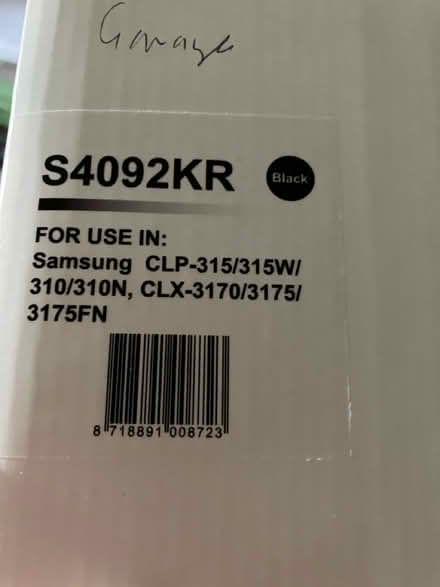 Garage
S4092KR
Black
FOR USE IN:
Samsung CLP-315/315W/
310/310N, CLX-3170/3175/
3175FN
8 718891 008723